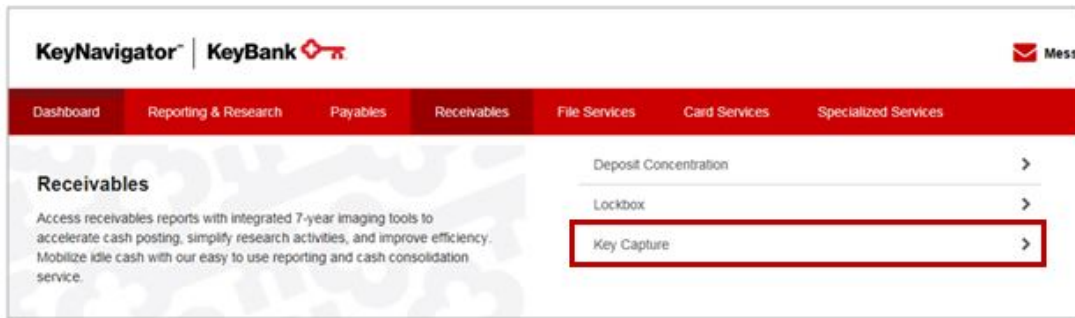 KeyNavigator™ | KeyBank
Mess
Dashboard Reporting & Research Payables Receivables File Services Card Services Specialized Services
Receivables
Access receivables reports with integrated 7-year imaging tools to
accelerate cash posting, simplify research activities, and improve efficiency.
Mobilize idle cash with our easy to use reporting and cash consolidation
service.
Deposit Concentration
Lockbox
Key Capture